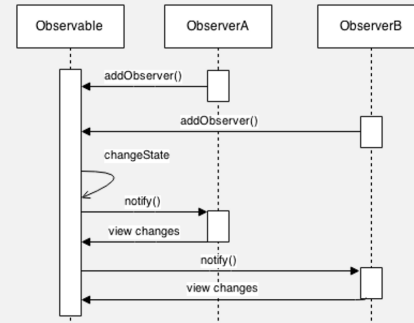 Observable
ObserverA
ObserverB
addObserver()
addObserver()
changeState
notify()
view changes
notify()
view changes